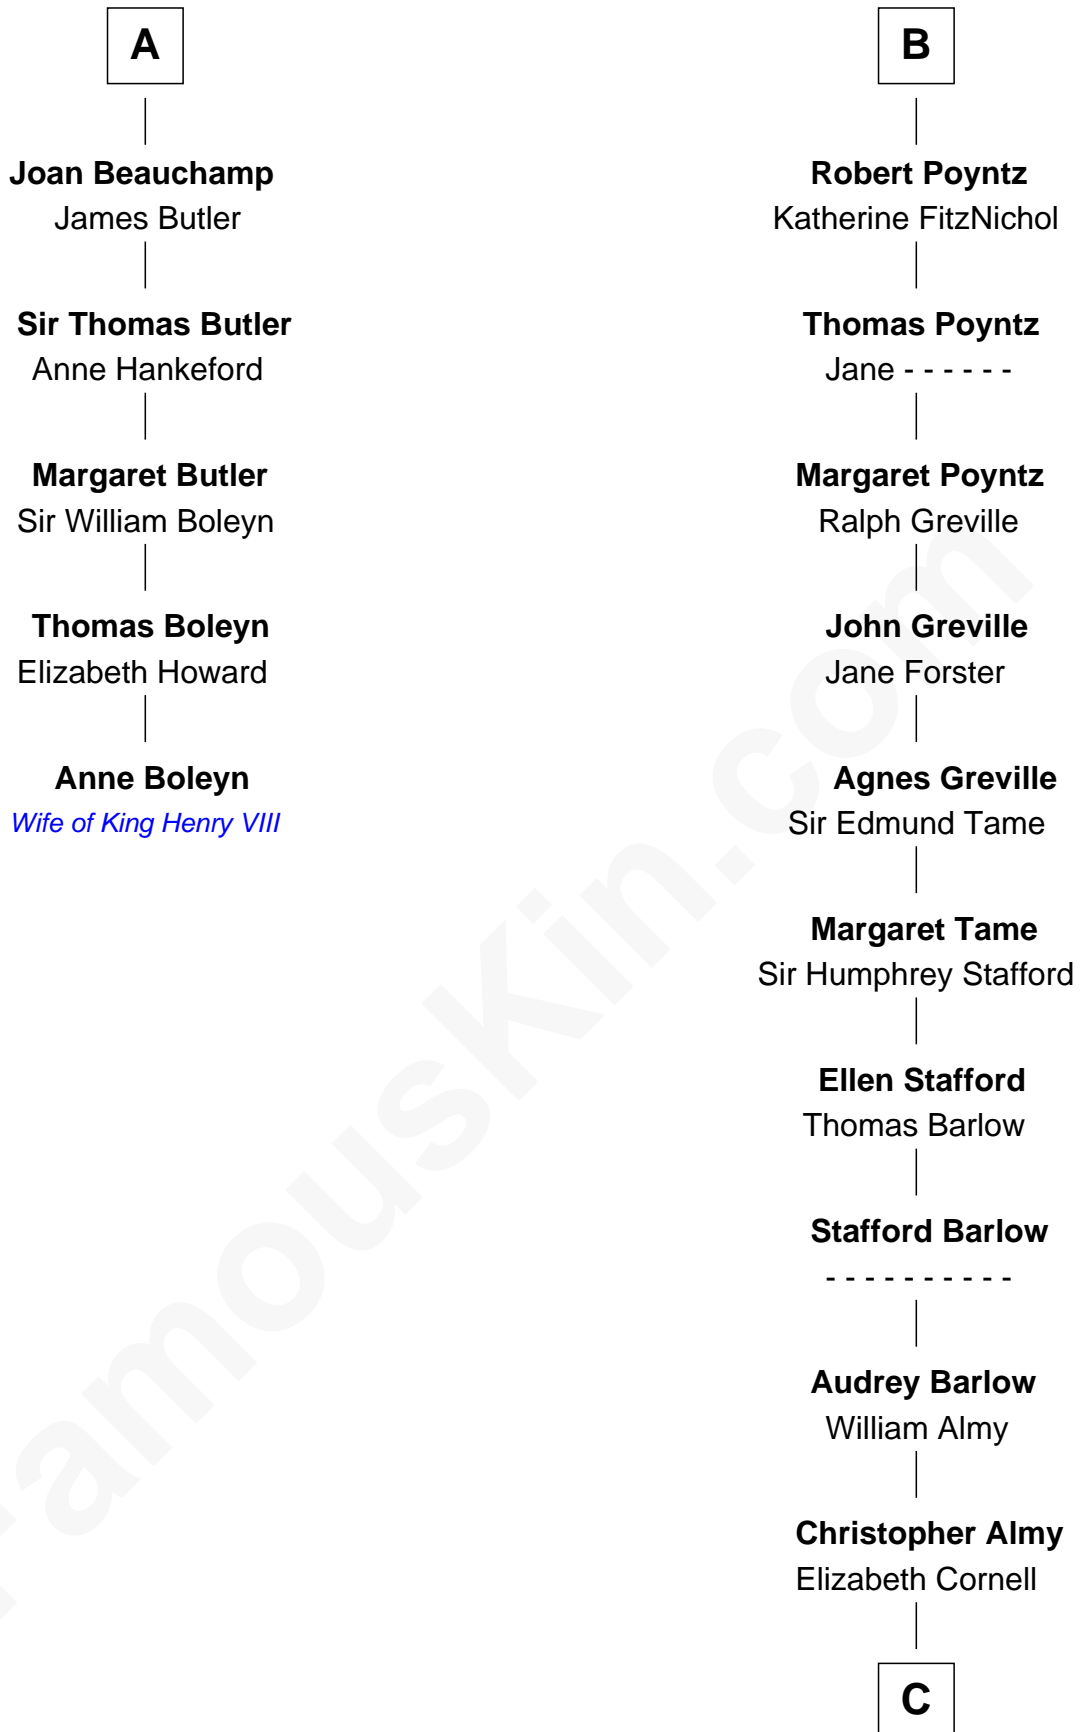 A
Joan Beauchamp
James Butler
Sir Thomas Butler
Anne Hankeford
Margaret Butler
Sir William Boleyn
Thomas Boleyn
Elizabeth Howard
Anne Boleyn
Wife of King Henry VIII
B
Robert Poyntz
Katherine FitzNichol
Thomas Poyntz
Jane - - - - - -
Margaret Poyntz
Ralph Greville
John Greville
Jane Forster
Agnes Greville
Sir Edmund Tame
Margaret Tame
Sir Humphrey Stafford
Ellen Stafford
Thomas Barlow
Stafford Barlow
- - - - - - - - - -
Audrey Barlow
William Almy
Christopher Almy
Elizabeth Cornell
C
FamousKin.com